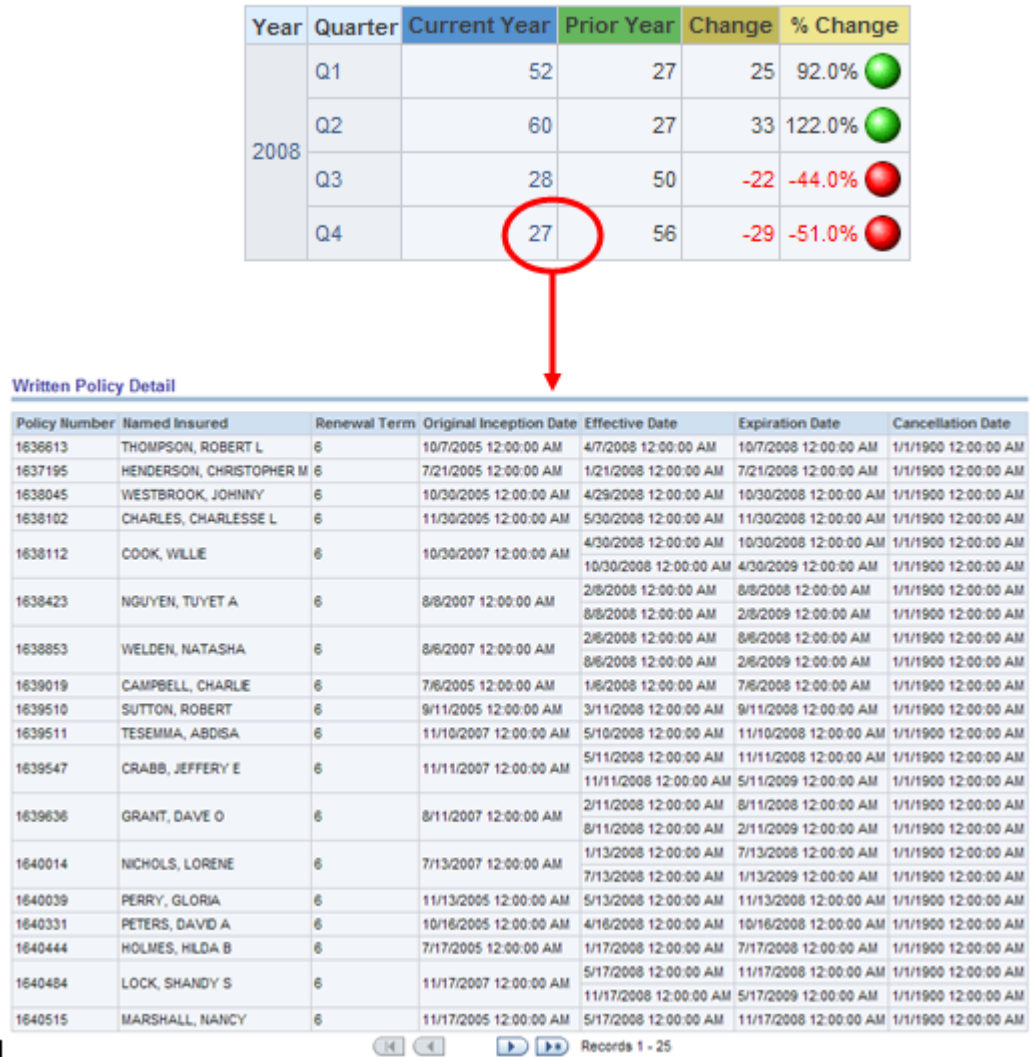 Year Quarter Current Year Prior Year Change % Change
Q1 52 27 25 92.0%
Q2 60 27 33 122.0%
2008
Q3 28 50 -22 -44.0%
Q4 27 56 -29 -51.0%
Written Policy Detail
Policy Number Named Insured Renewal Term Original Inception Date Effective Date Expiration Date Cancellation Date
1636613 THOMPSON, ROBERT L 6 10/7/2005 12:00:00 AM 4/7/2008 12:00:00 AM 10/7/2008 12:00:00 AM 1/1/1900 12:00:00 AM
1637195 HENDERSON, CHRISTOPHER M 6 7/21/2005 12:00:00 AM 1/21/2008 12:00:00 AM 7/21/2008 12:00:00 AM 1/1/1900 12:00:00 AM
1638045 WESTBROOK, JOHNNY 6 10/30/2005 12:00:00 AM 4/29/2008 12:00:00 AM 10/30/2008 12:00:00 AM 1/1/1900 12:00:00 AM
1638102 CHARLES, CHARLESSE L 6 11/30/2005 12:00:00 AM 5/30/2008 12:00:00 AM 11/30/2008 12:00:00 AM 1/1/1900 12:00:00 AM
1638112 COOK, WILLIE 6 10/30/2007 12:00:00 AM 4/30/2008 12:00:00 AM 10/30/2008 12:00:00 AM 1/1/1900 12:00:00 AM
10/30/2008 12:00:00 AM 4/30/2009 12:00:00 AM 1/1/1900 12:00:00 AM
1638423 NGUYEN, TUYET A 6 8/8/2007 12:00:00 AM 2/8/2008 12:00:00 AM 8/8/2008 12:00:00 AM 1/1/1900 12:00:00 AM
8/8/2008 12:00:00 AM 2/8/2009 12:00:00 AM 1/1/1900 12:00:00 AM
1638853 WELDEN, NATASHA 6 8/6/2007 12:00:00 AM 2/6/2008 12:00:00 AM 8/6/2008 12:00:00 AM 1/1/1900 12:00:00 AM
8/6/2008 12:00:00 AM 2/6/2009 12:00:00 AM 1/1/1900 12:00:00 AM
1639019 CAMPBELL, CHARLIE 6 7/6/2005 12:00:00 AM 1/6/2008 12:00:00 AM 7/6/2008 12:00:00 AM 1/1/1900 12:00:00 AM
1639510 SUTTON, ROBERT 6 9/11/2005 12:00:00 AM 3/11/2008 12:00:00 AM 9/11/2008 12:00:00 AM 1/1/1900 12:00:00 AM
1639511 TESEMMA, ABDISA 6 11/10/2007 12:00:00 AM 5/10/2008 12:00:00 AM 11/10/2008 12:00:00 AM 1/1/1900 12:00:00 AM
1639547 CRABB, JEFFERY E 6 11/11/2007 12:00:00 AM 5/11/2008 12:00:00 AM 11/11/2008 12:00:00 AM 1/1/1900 12:00:00 AM
11/11/2008 12:00:00 AM 5/11/2009 12:00:00 AM 1/1/1900 12:00:00 AM
1639636 GRANT, DAVE O 6 8/11/2007 12:00:00 AM 2/11/2008 12:00:00 AM 8/11/2008 12:00:00 AM 1/1/1900 12:00:00 AM
8/11/2008 12:00:00 AM 2/11/2009 12:00:00 AM 1/1/1900 12:00:00 AM
1640014 NICHOLS, LORENE 6 7/13/2007 12:00:00 AM 1/13/2008 12:00:00 AM 7/13/2008 12:00:00 AM 1/1/1900 12:00:00 AM
7/13/2008 12:00:00 AM 1/13/2009 12:00:00 AM 1/1/1900 12:00:00 AM
1640039 PERRY, GLORIA 6 11/13/2005 12:00:00 AM 5/13/2008 12:00:00 AM 11/13/2008 12:00:00 AM 1/1/1900 12:00:00 AM
1640331 PETERS, DAVID A 6 10/16/2005 12:00:00 AM 4/16/2008 12:00:00 AM 10/16/2008 12:00:00 AM 1/1/1900 12:00:00 AM
1640444 HOLMES, HILDA B 6 7/17/2005 12:00:00 AM 1/17/2008 12:00:00 AM 7/17/2008 12:00:00 AM 1/1/1900 12:00:00 AM
1640484 LOCK, SHANDY S 6 11/17/2007 12:00:00 AM 5/17/2008 12:00:00 AM 11/17/2008 12:00:00 AM 1/1/1900 12:00:00 AM
11/17/2008 12:00:00 AM 5/17/2009 12:00:00 AM 1/1/1900 12:00:00 AM
1640515 MARSHALL, NANCY 6 11/17/2005 12:00:00 AM 5/17/2008 12:00:00 AM 11/17/2008 12:00:00 AM 1/1/1900 12:00:00 AM
Records 1 - 25